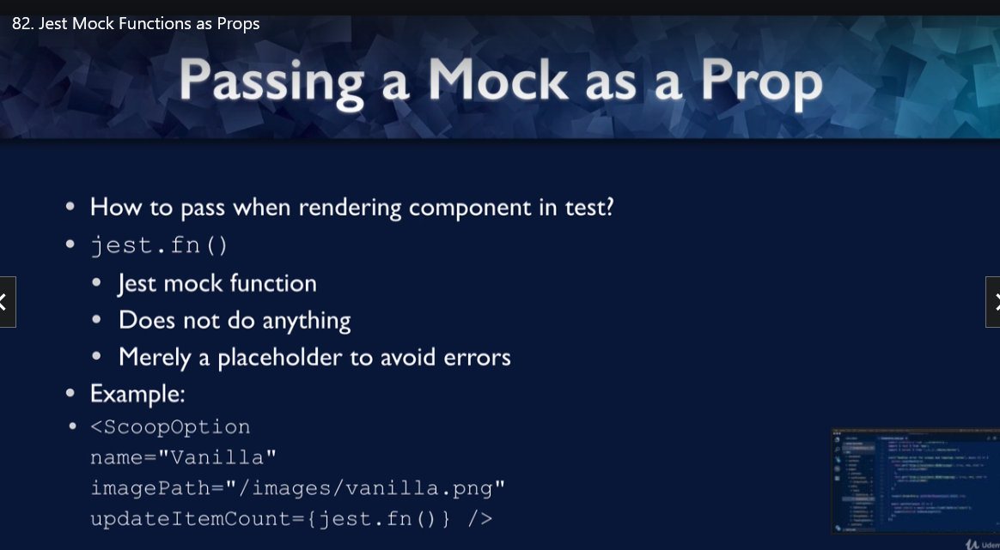 82. Jest Mock Functions as Props
Passing a Mock as a Prop
• How to pass when rendering component in test?
• jest.fn()
• Jest mock function
• Does not do anything
• Merely a placeholder to avoid errors
• Example:
• <ScoopOption
name="Vanilla"
imagePath="/images/vanilla.png"
updateItemCount={jest.fn()} />